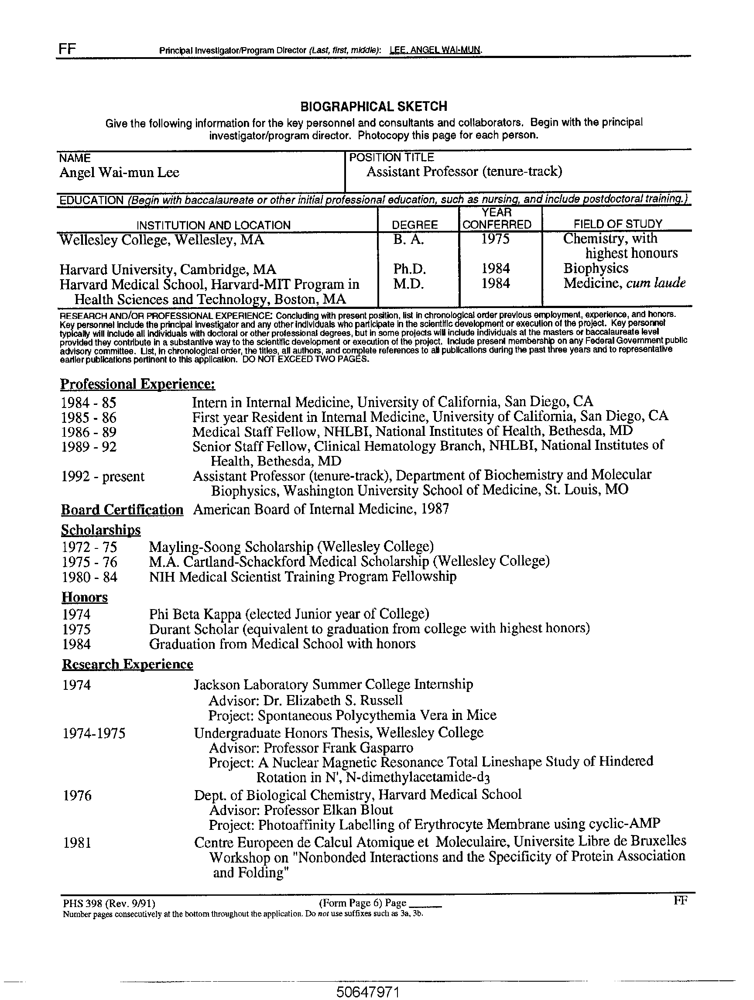 FF Principal Investigator/Program Director (Last, first, middle): LEE, ANGEL WAI-MUN.
BIOGRAPHICAL SKETCH
Give the following information for the key personnel and consultants and collaborators. Begin with the principal
investigator/program director. Photocopy this page for each person.
NAME POSITION TITLE
Angel Wai-mun Lee Assistant Professor (tenure-track)
EDUCATION (Begin with baccalaureate or other initial professional education, such as nursing, and include postdoctoral training.)
INSTITUTION AND LOCATION DEGREE YEAR CONFERRED FIELD OF STUDY
Wellesley College, Wellesley, MA B. A. 1975 Chemistry, with
highest honours
Harvard University, Cambridge, MA Ph.D. 1984 Biophysics
Harvard Medical School, Harvard-MIT Program in M.D. 1984 Medicine, cum laude
Health Sciences and Technology, Boston, MA
RESEARCH AND/OR PROFESSIONAL EXPERIENCE: Concluding with present position, list in chronological order previous employment, experience, and honors.
Key personnel include the principal investigator and any other individuals who participate in the scientific development or execution of the project. Key personnel
typically will include all individuals with doctoral or other professional degrees, but in some projects will include individuals at the masters or baccalaureate level
provided they contribute in a substantive way to the scientific development or execution of the project. Include present membership on any Federal Government public
advisory committee. List, in chronological order, the titles, all authors, and complete references to all publications during the past three years and to representative
earlier publications pertinent to this application. DO NOT EXCEED TWO PAGES.
Professional Experience:
1984 - 85 Intern in Internal Medicine, University of California, San Diego, CA
1985 - 86 First year Resident in Internal Medicine, University of California, San Diego, CA
1986 - 89 Medical Staff Fellow, NHLBI, National Institutes of Health, Bethesda, MD
1989 - 92 Senior Staff Fellow, Clinical Hematology Branch, NHLBI, National Institutes of
Health, Bethesda, MD
1992 - present Assistant Professor (tenure-track), Department of Biochemistry and Molecular
Biophysics, Washington University School of Medicine, St. Louis, MO
Board Certification American Board of Internal Medicine, 1987
Scholarships
1972 - 75 Mayling-Soong Scholarship (Wellesley College)
1975 - 76 M.A. Cartland-Schackford Medical Scholarship (Wellesley College)
1980 - 84 NIH Medical Scientist Training Program Fellowship
Honors
1974 Phi Beta Kappa (elected Junior year of College)
1975 Durant Scholar (equivalent to graduation from college with highest honors)
1984 Graduation from Medical School with honors
Research Experience
1974 Jackson Laboratory Summer College Internship
Advisor: Dr. Elizabeth S. Russell
Project: Spontaneous Polycythemia Vera in Mice
1974-1975 Undergraduate Honors Thesis, Wellesley College
Advisor: Professor Frank Gasparro
Project: A Nuclear Magnetic Resonance Total Lineshape Study of Hindered
Rotation in N', N-dimethylacetamide-d3
1976 Dept. of Biological Chemistry, Harvard Medical School
Advisor: Professor Elkan Blout
Project: Photoaffinity Labelling of Erythrocyte Membrane using cyclic-AMP
1981 Centre Europeen de Calcul Atomique et Moleculaire, Universite Libre de Bruxelles
Workshop on "Nonbonded Interactions and the Specificity of Protein Association
and Folding"
PHS 398 (Rev. 9/91) (Form Page 6) Page ______ FF
Number pages consecutively at the bottom throughout the application. Do not use suffixes such as 3a, 3b.
50647971